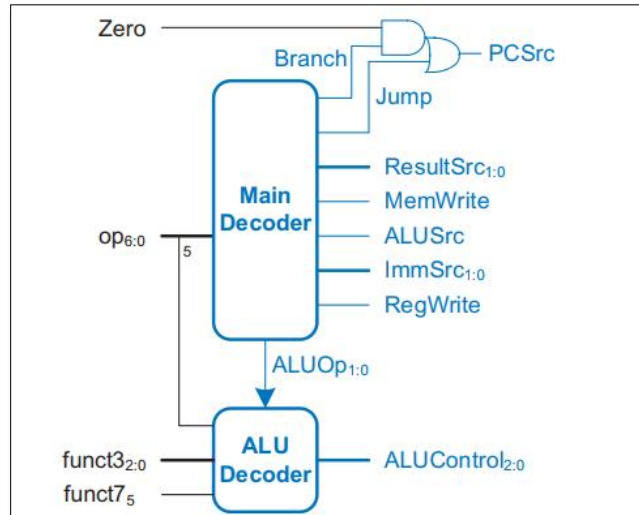 Zero
Branch
PCSrc
Jump
ResultSrc1:0
Main
Decoder
MemWrite
op6:0
5
ALUSrc
ImmSrc1:0
RegWrite
ALUOp1:0
ALU
Decoder
funct32:0
ALUControl2:0
funct75